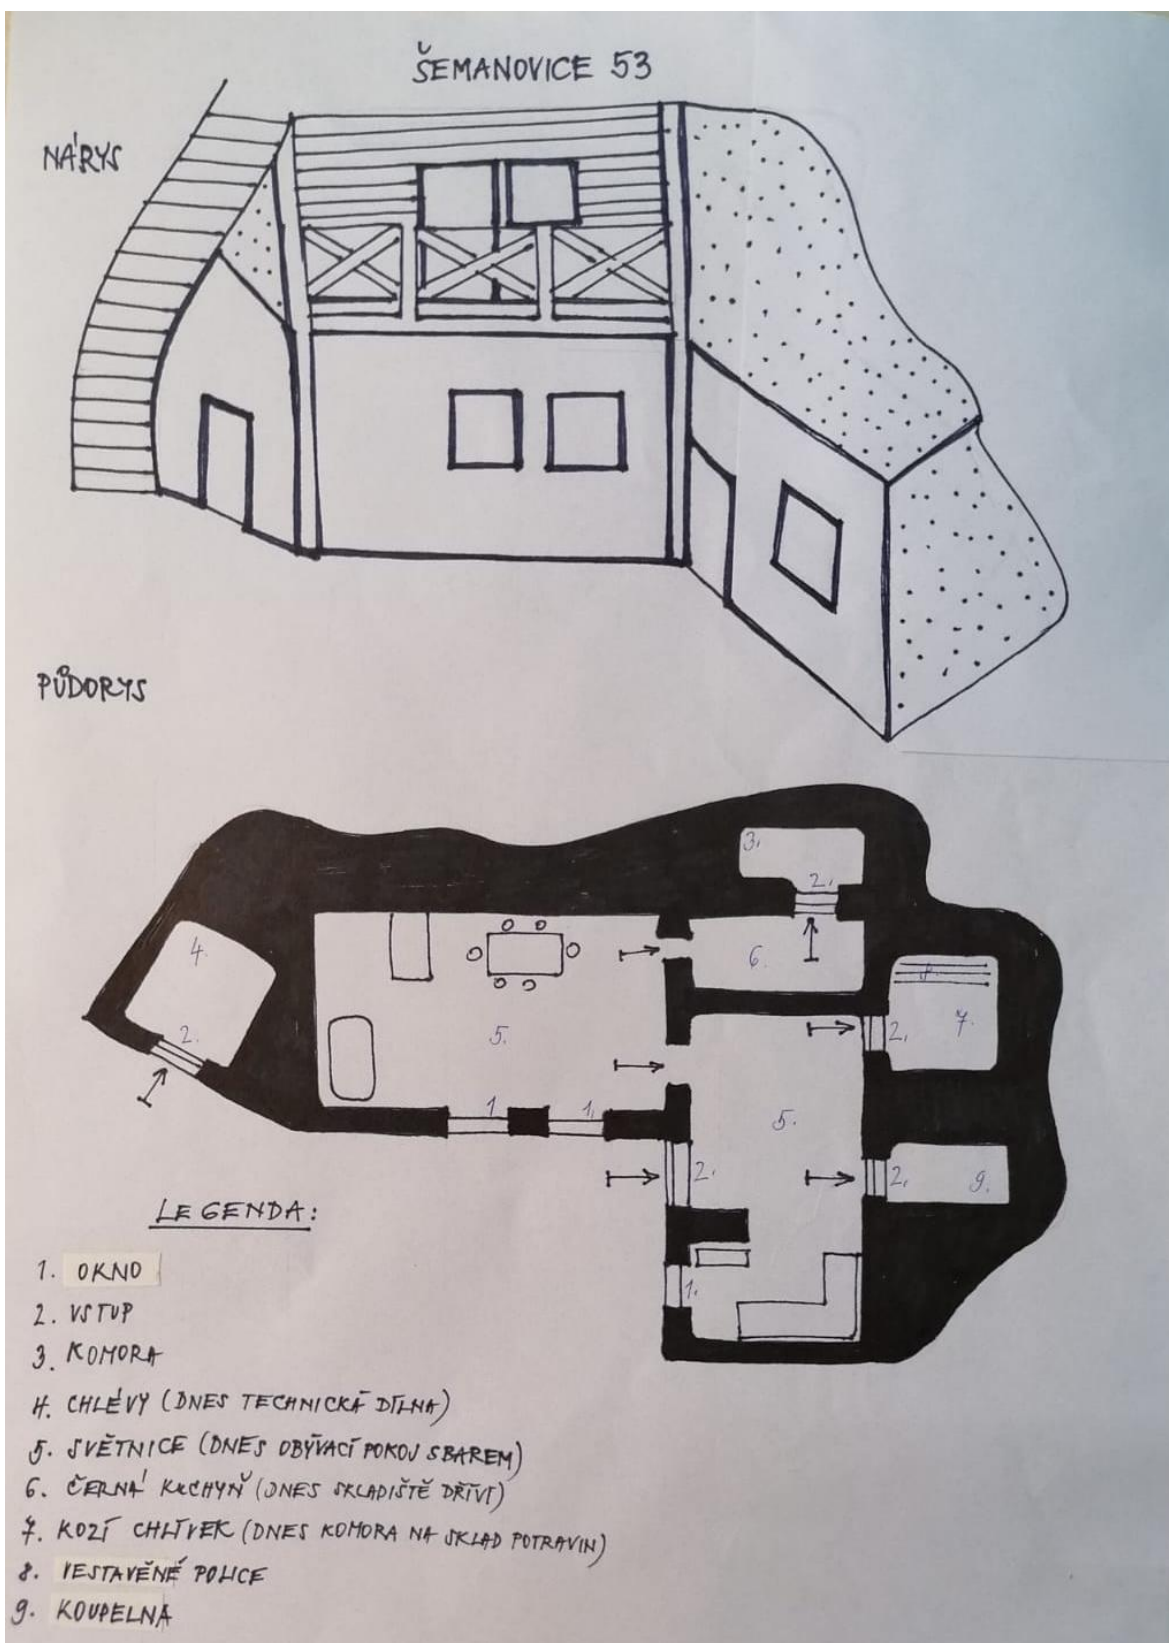 ŠEMANOVICE 53
NÁRYS
PŮDORYS
3.
2.
4.
6.
8.
2.
5.
2.
7.
1
1.
5.
2.
2.
9.
1.
LEGENDA:
1. OKNO
2. VSTUP
3. KOMORA
4. CHLÉVY (DNES TECHNICKÁ DÍLNA)
5. SVĚTNICE (DNES OBÝVACÍ POKOJ S BAREM)
6. ČERNÁ KUCHYŇ (DNES SKLADIŠTĚ DŘÍVÍ)
7. KOZÍ CHLÍVEK (DNES KOMORA NA SKLAD POTRAVIN)
8. VESTAVĚNÉ POLICE
9. KOUPELNA